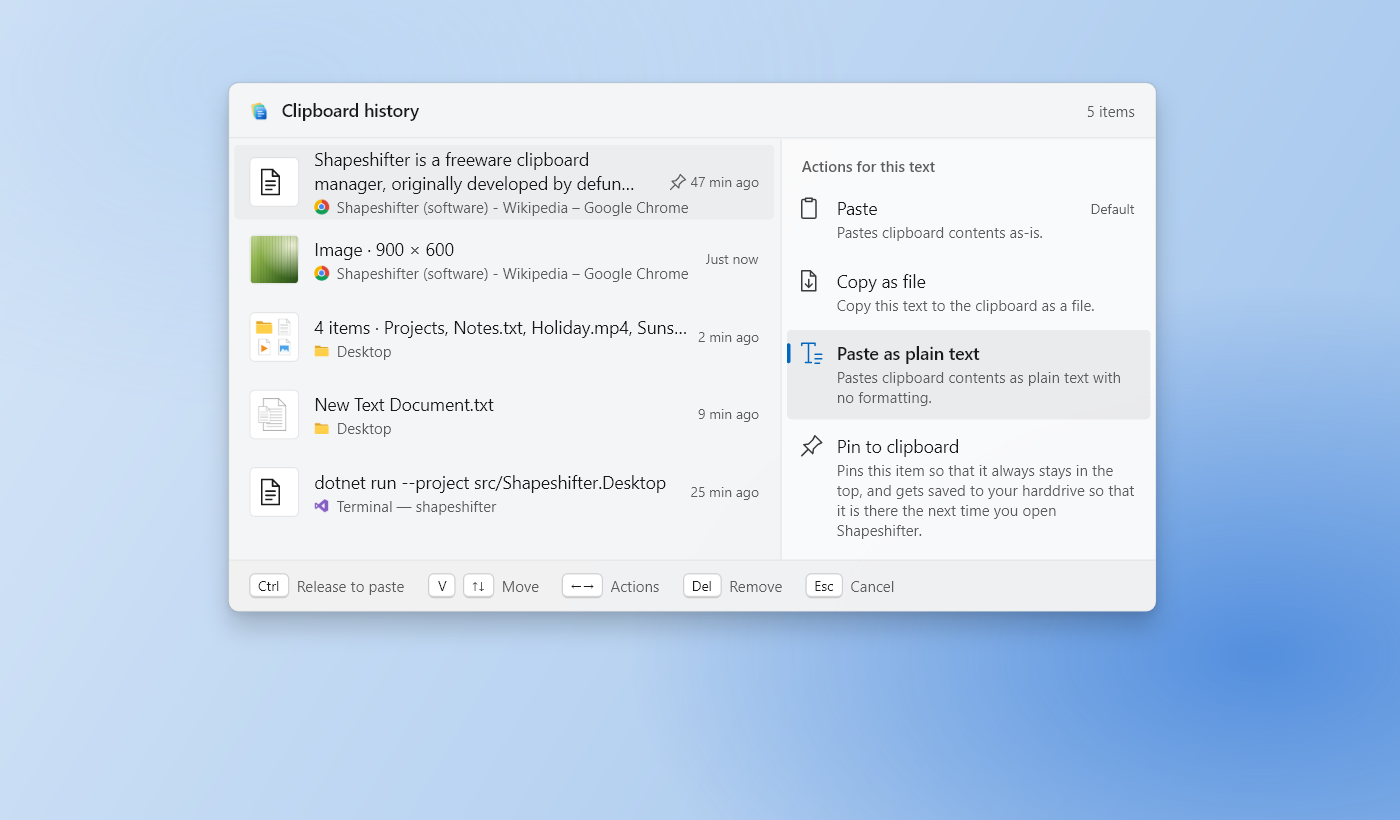 Clipboard history
5 items
Shapeshifter is a freeware clipboard
manager, originally developed by defun...
47 min ago
Shapeshifter (software) - Wikipedia – Google Chrome
Image · 900 × 600
Shapeshifter (software) - Wikipedia – Google Chrome
Just now
4 items · Projects, Notes.txt, Holiday.mp4, Suns...
Desktop
2 min ago
New Text Document.txt
Desktop
9 min ago
dotnet run --project src/Shapeshifter.Desktop
Terminal — shapeshifter
25 min ago
Actions for this text
Paste
Default
Pastes clipboard contents as-is.
Copy as file
Copy this text to the clipboard as a file.
Paste as plain text
Pastes clipboard contents as plain text with
no formatting.
Pin to clipboard
Pins this item so that it always stays in the
top, and gets saved to your harddrive so that
it is there the next time you open
Shapeshifter.
Ctrl Release to paste V ↑↓ Move ←→ Actions Del Remove Esc Cancel